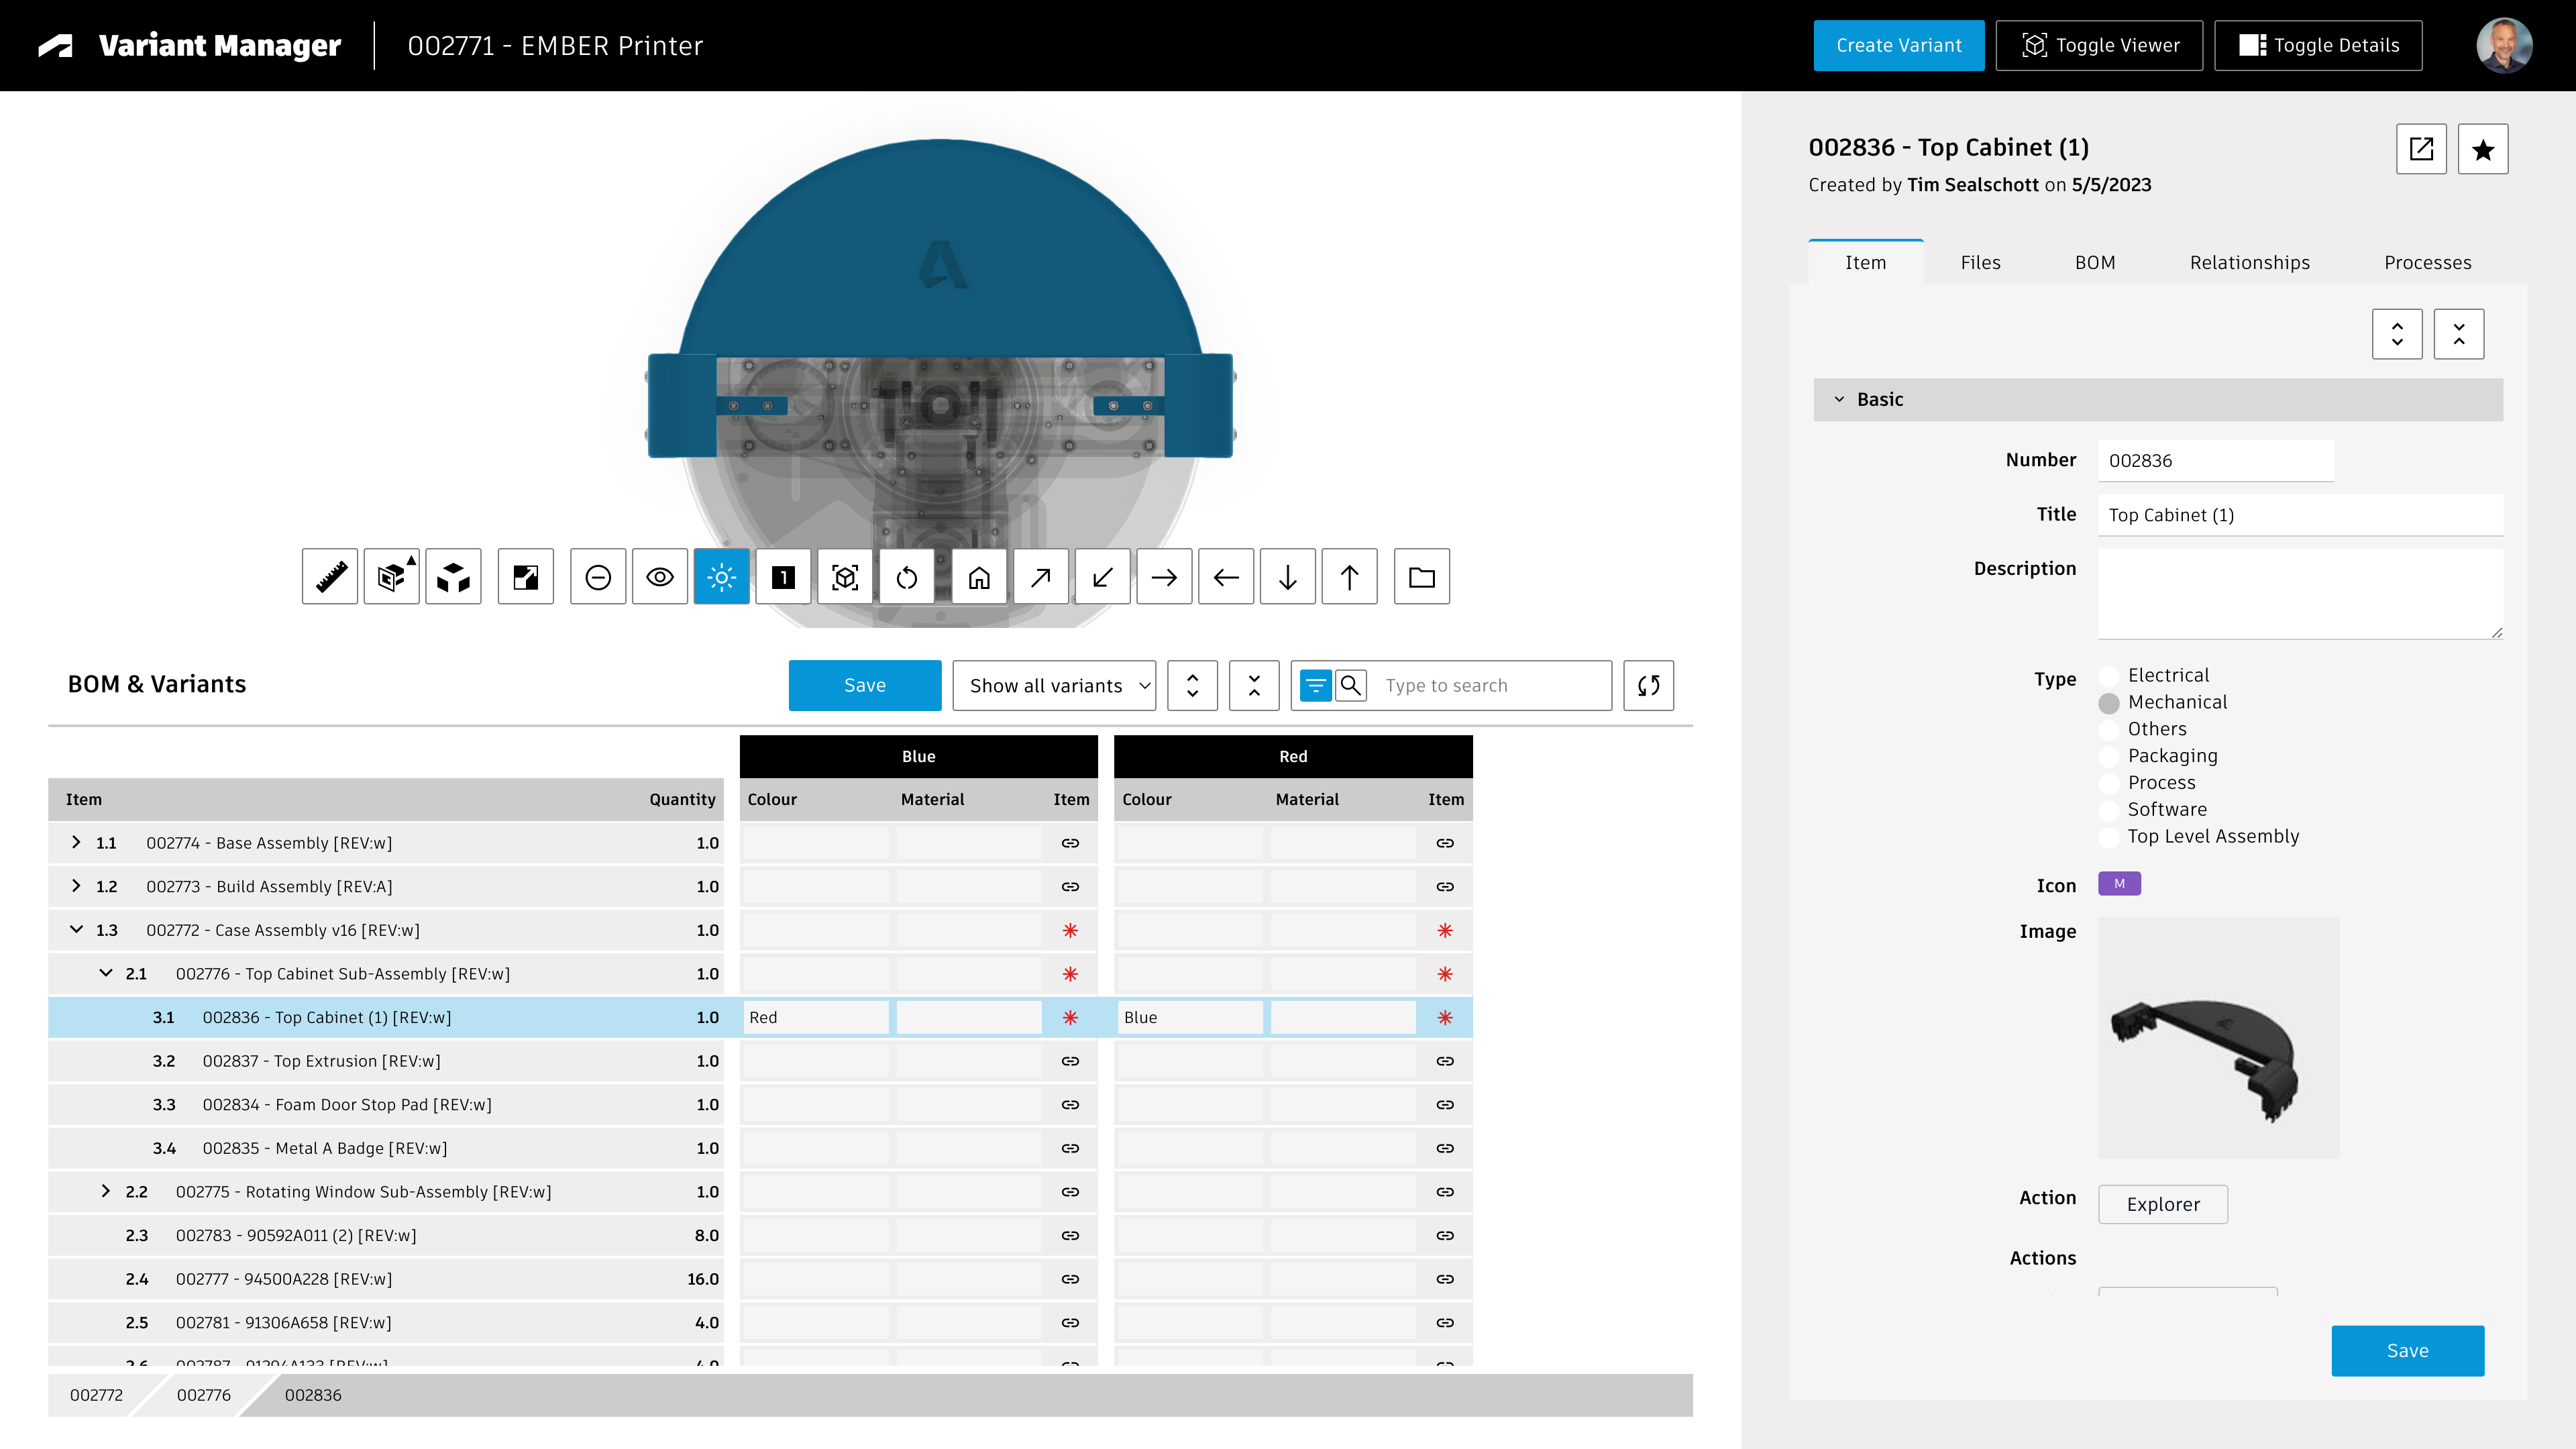 Variant Manager
002771 - EMBER Printer
Create Variant
Toggle Viewer
Toggle Details
1
BOM & Variants
Save
Show all variants
Type to search
Blue
Red
Item
Quantity
Colour
Material
Item
Colour
Material
Item
1.1 002774 - Base Assembly [REV:w] 1.0
1.2 002773 - Build Assembly [REV:A] 1.0
1.3 002772 - Case Assembly v16 [REV:w] 1.0
2.1 002776 - Top Cabinet Sub-Assembly [REV:w] 1.0
3.1 002836 - Top Cabinet (1) [REV:w] 1.0 Red Blue
3.2 002837 - Top Extrusion [REV:w] 1.0
3.3 002834 - Foam Door Stop Pad [REV:w] 1.0
3.4 002835 - Metal A Badge [REV:w] 1.0
2.2 002775 - Rotating Window Sub-Assembly [REV:w] 1.0
2.3 002783 - 90592A011 (2) [REV:w] 8.0
2.4 002777 - 94500A228 [REV:w] 16.0
2.5 002781 - 91306A658 [REV:w] 4.0
002772
002776
002836
002836 - Top Cabinet (1)
Created by Tim Sealschott on 5/5/2023
Item
Files
BOM
Relationships
Processes
Basic
Number 002836
Title Top Cabinet (1)
Description
Type
Electrical
Mechanical
Others
Packaging
Process
Software
Top Level Assembly
Icon M
Image
Action Explorer
Actions
Save